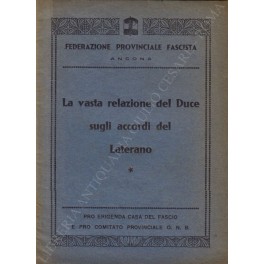 FEDERAZIONE PROVINCIALE FASCISTA
ANCONA
La vasta relazione del Duce
sugli accordi del
Laterano
PRO ERIGENDA CASA DEL FASCIO
E PRO COMITATO PROVINCIALE O. N. B.